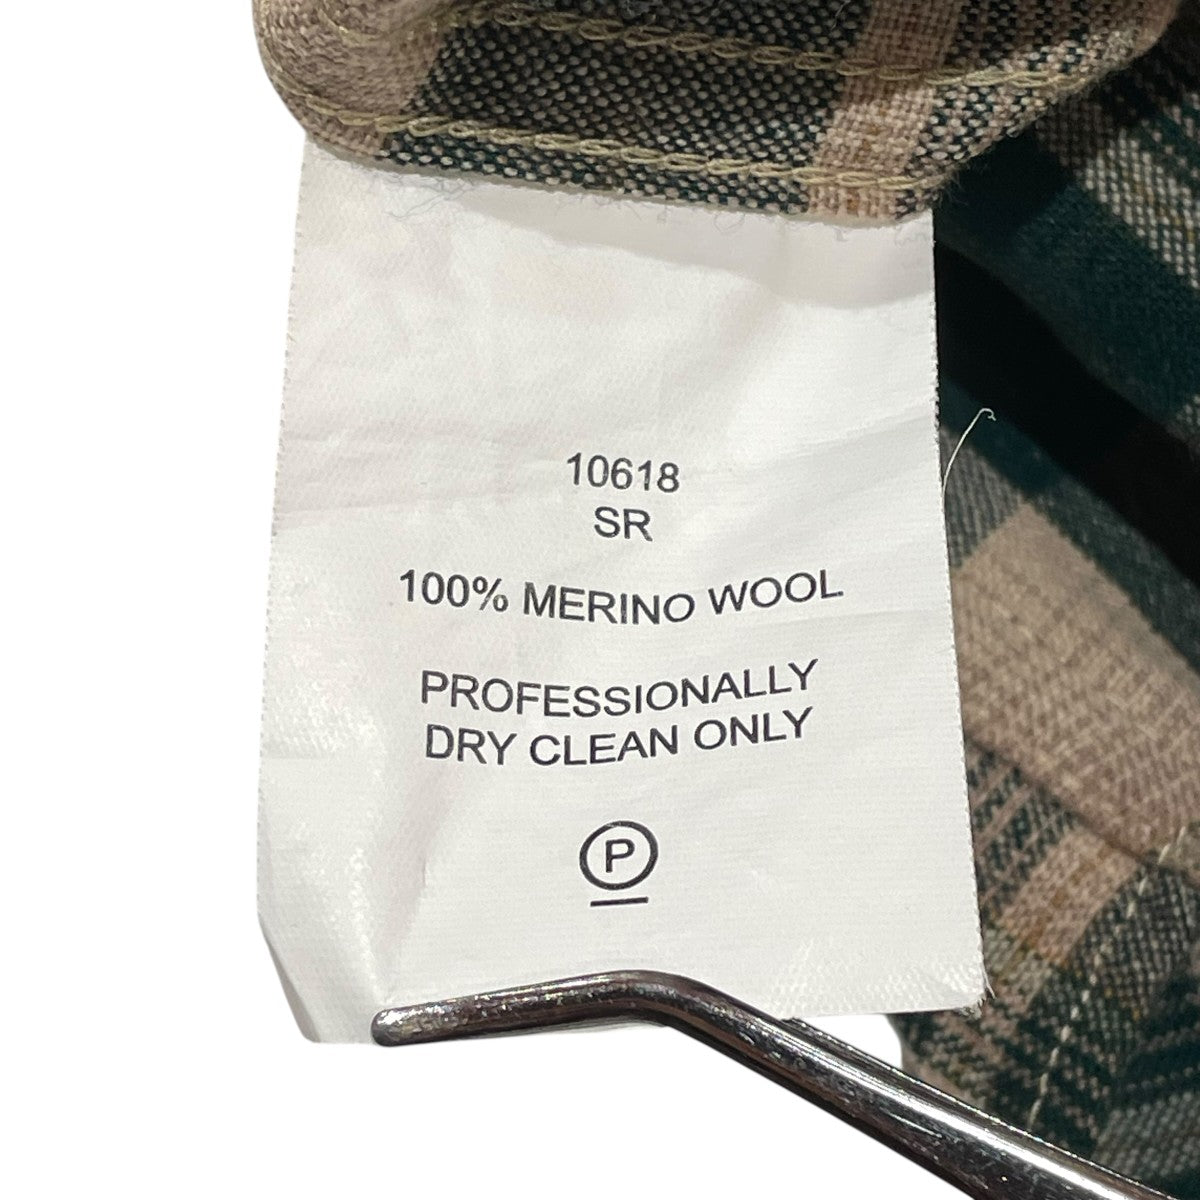 10618
SR
100% MERINO WOOL
PROFESSIONALLY
DRY CLEAN ONLY
P